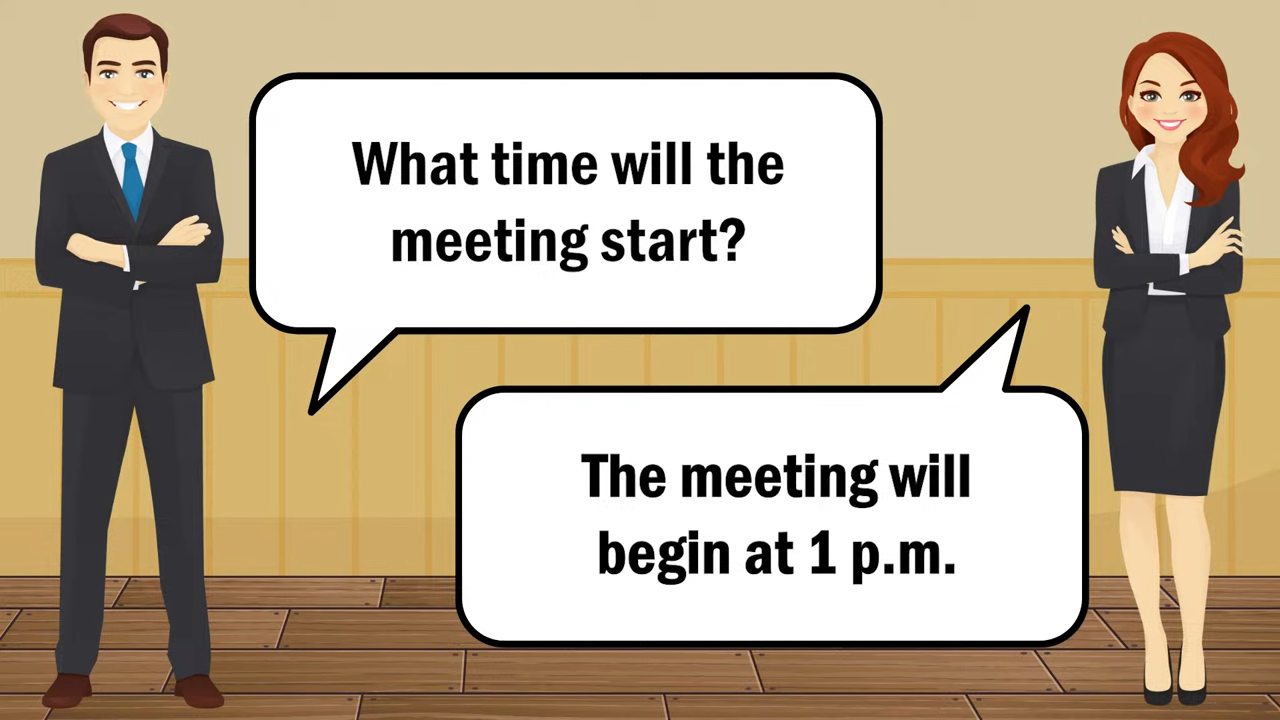 What time will the
meeting start?
The meeting will
begin at 1 p.m.